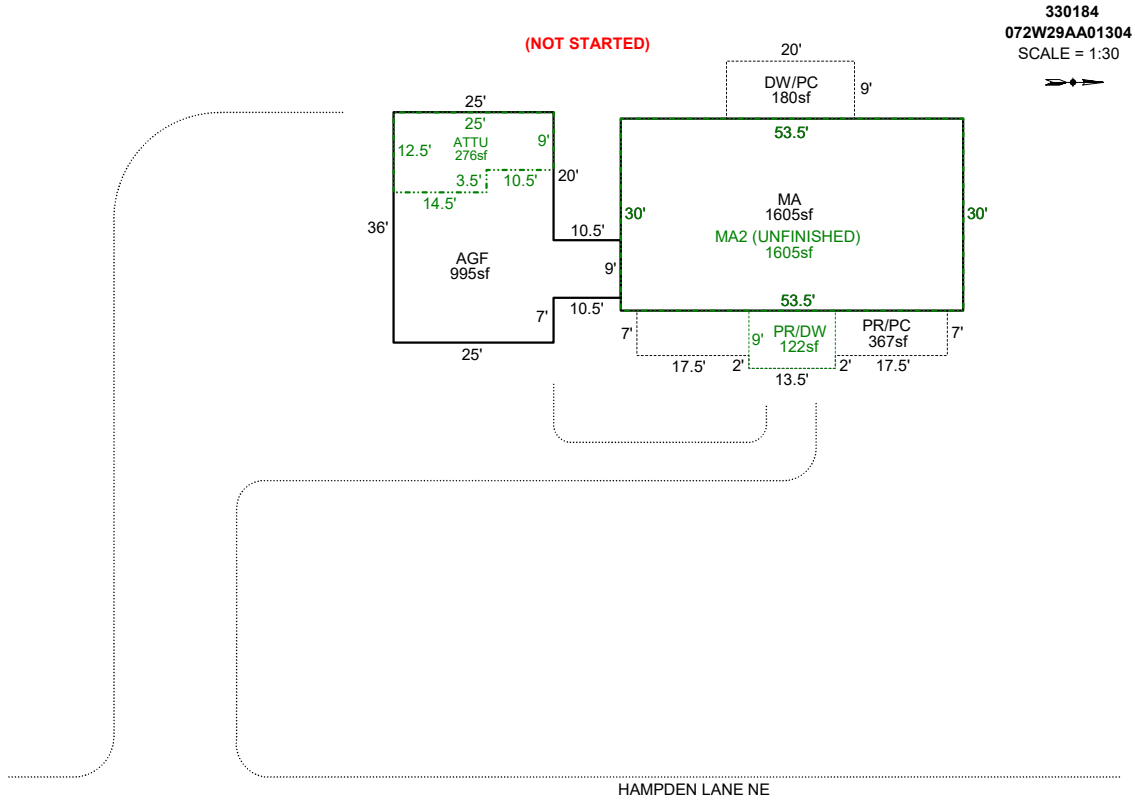 330184
072W29AA01304
SCALE = 1:30
(NOT STARTED)
20'
DW/PC
180sf
9'
25'
25'
ATTU
276sf
9'
12.5'
3.5'
10.5'
14.5'
20'
36'
AGF
995sf
10.5'
9'
10.5'
7'
25'
53.5'
MA
1605sf
MA2 (UNFINISHED)
1605sf
30'
30'
53.5'
7'
9'
PR/DW
122sf
PR/PC
367sf
7'
17.5'
2'
13.5'
2'
17.5'
HAMPDEN LANE NE